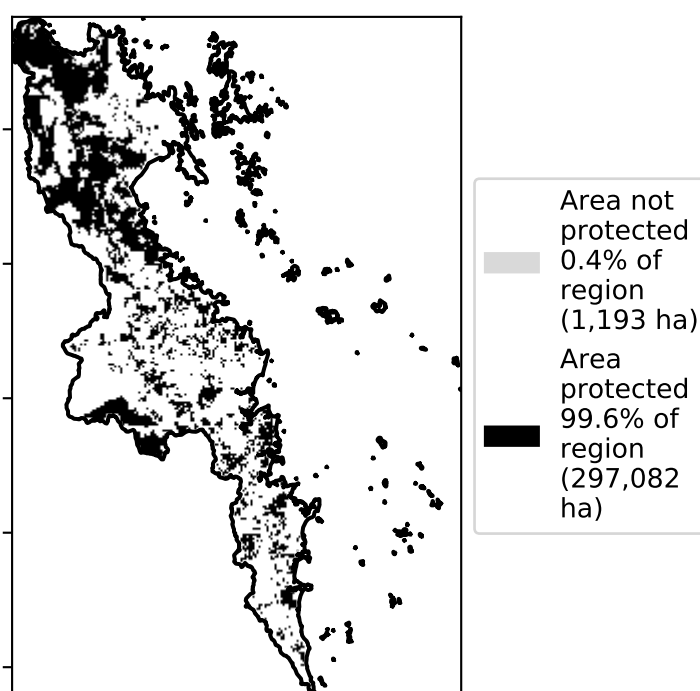 Area not
protected
0.4% of
region
(1,193 ha)
Area
protected
99.6% of
region
(297,082
ha)